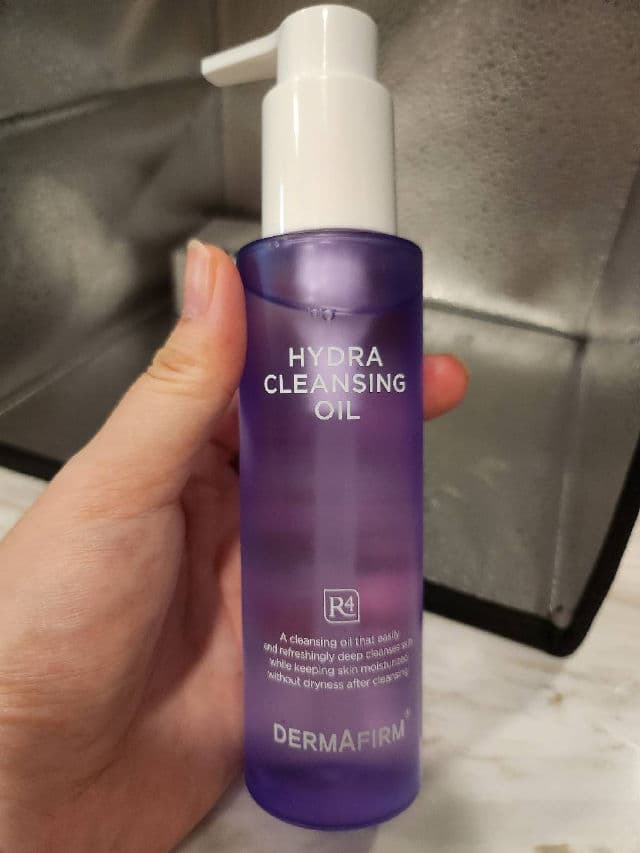 HYDRA
CLEANSING
OIL
R4
A cleansing oil that easily
and refreshingly deep cleanses skin
while keeping skin moisturized
without dryness after cleansing
DERMAFIRM®